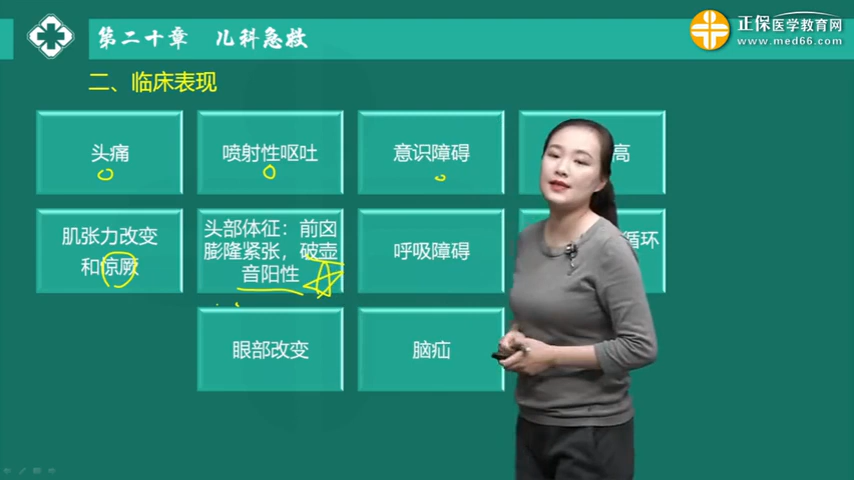 第二十章 儿科急救
正保医学教育网
www.med66.com
二、临床表现
头痛
喷射性呕吐
意识障碍
高
肌张力改变
和惊厥
头部体征：前囟
膨隆紧张，破壶
音阳性
呼吸障碍
循环
眼部改变
脑疝